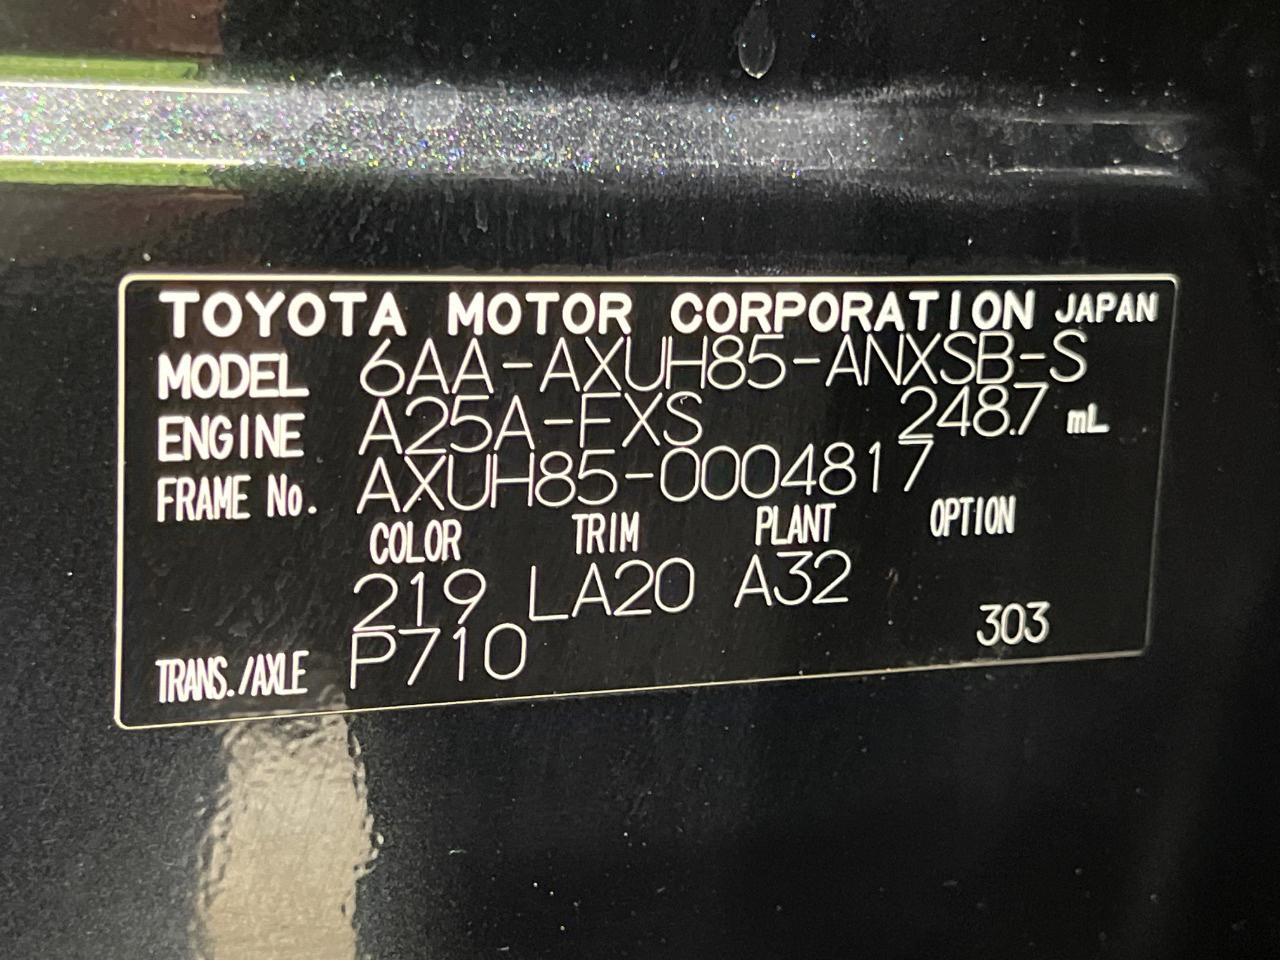 TOYOTA MOTOR CORPORATION JAPAN
MODEL 6AA-AXUH85-ANXSB-S
ENGINE A25A-FXS 248.7 mL
FRAME No. AXUH85-0004817
COLOR TRIM PLANT OPTION
219 LA20 A32
TRANS./AXLE P710 303